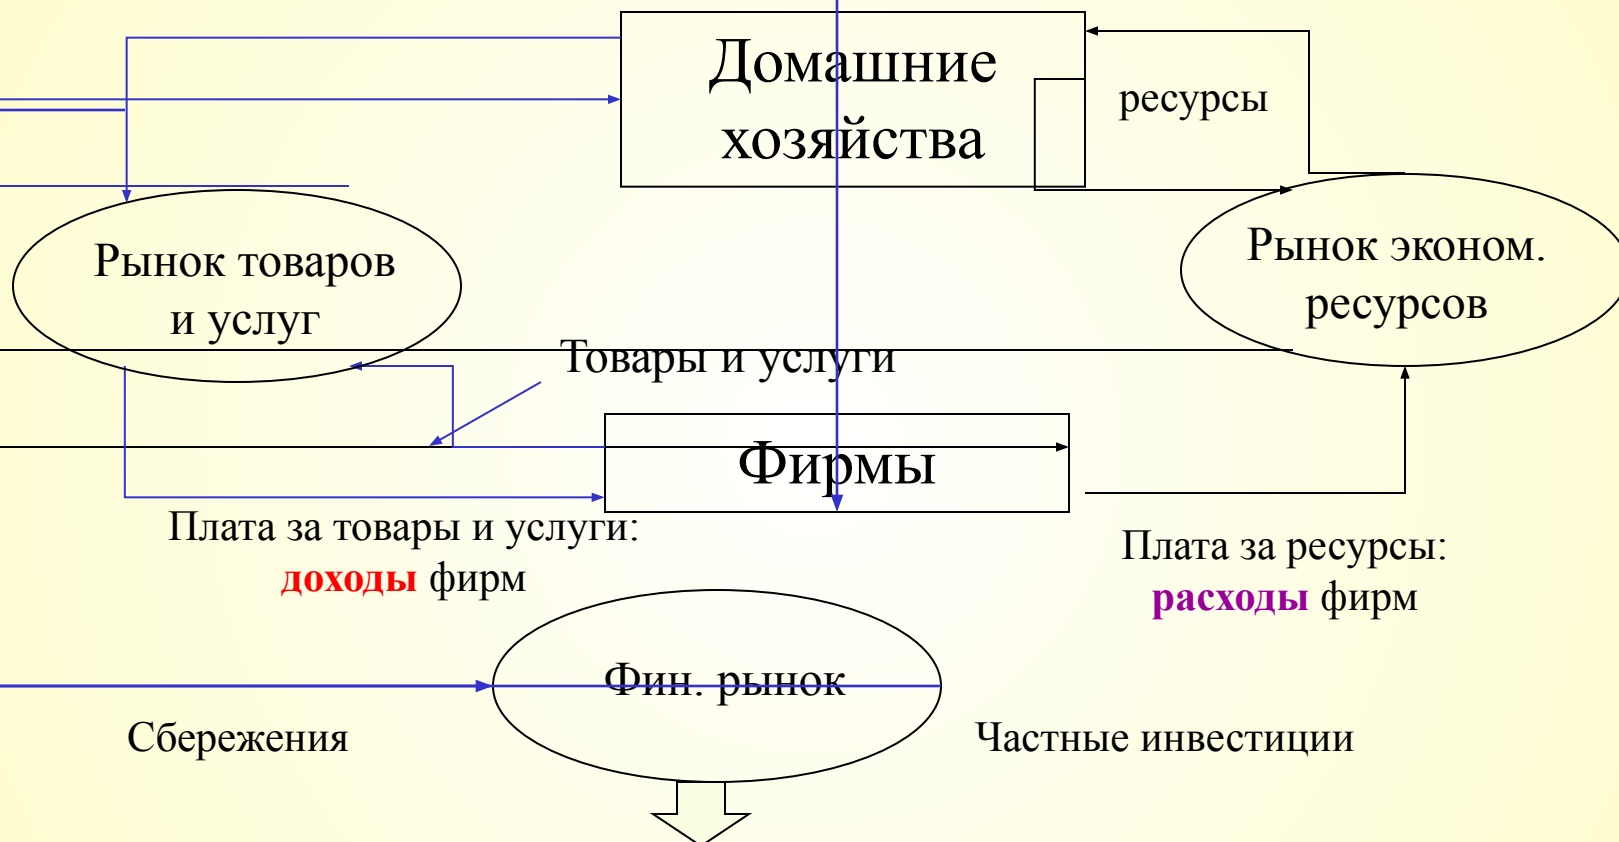 Домашние
хозяйства
ресурсы
Рынок товаров
и услуг
Рынок эконом.
ресурсов
Товары и услуги
Фирмы
Плата за товары и услуги:
доходы фирм
Плата за ресурсы:
расходы фирм
Фин. рынок
Сбережения
Частные инвестиции